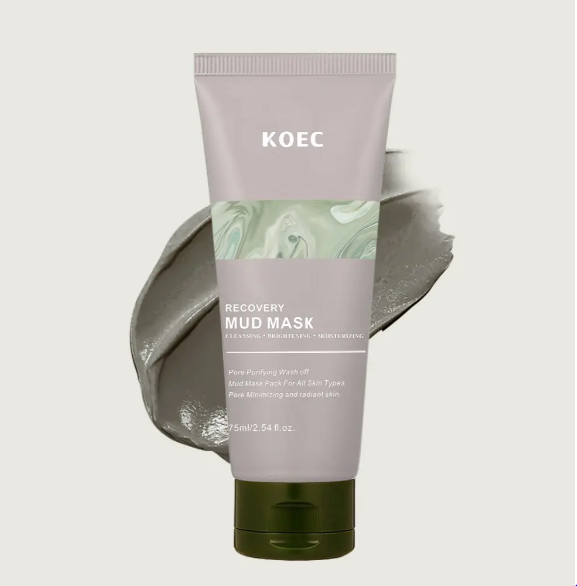 KOEC
RECOVERY
MUD MASK
CLEANSING • BRIGHTENING • MOISTURIZING
Pore Purifying Wash off
Mud Mask Pack For All Skin Types
Pore Minimizing and radiant skin.
75ml/2.54 fl.oz.